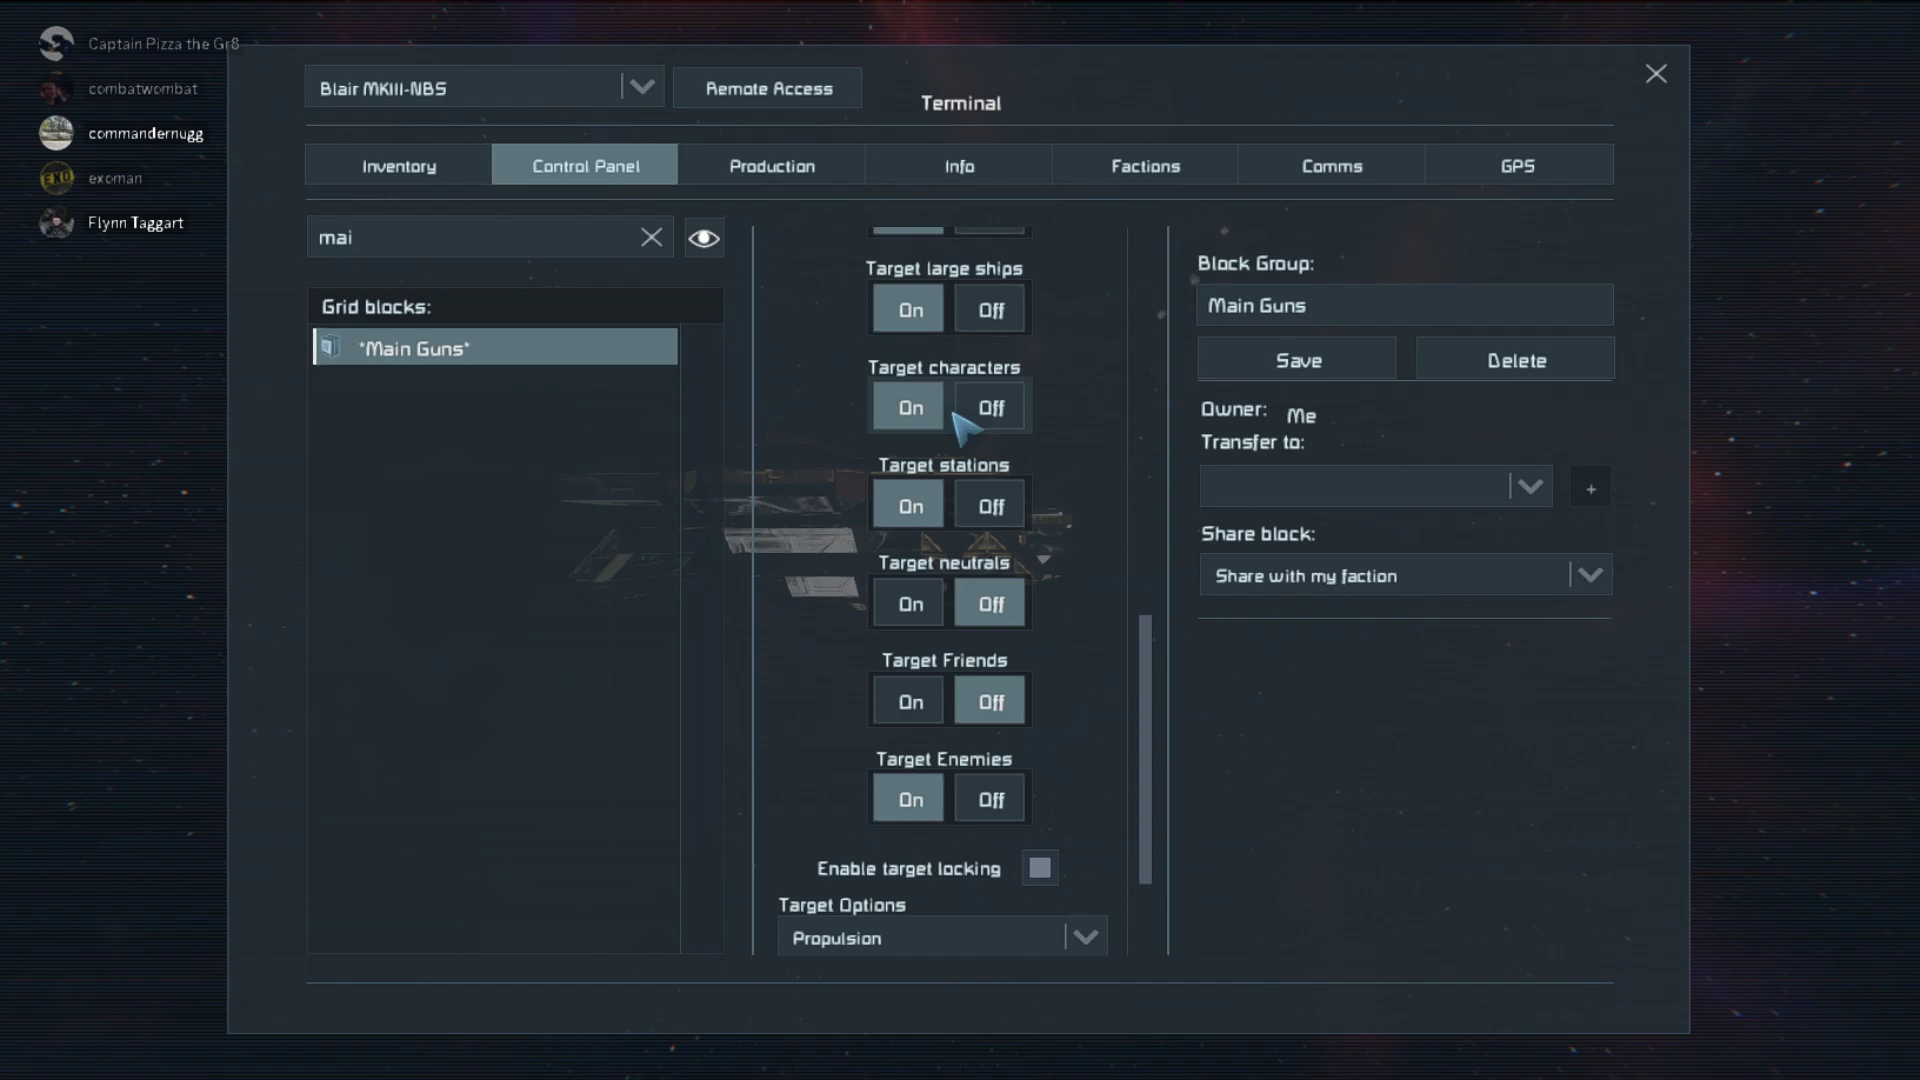 Captain Pizza the Gr8
combatwombat
commandernugg
EXO
exoman
Flynn Taggart
Blair MKIII-NBS
Remote Access
Terminal
Inventory
Control Panel
Production
Info
Factions
Comms
GPS
mai
Grid blocks:
*Main Guns*
Target large ships
On
Off
Target characters
On
Off
Target stations
On
Off
Target neutrals
On
Off
Target Friends
On
Off
Target Enemies
On
Off
Enable target locking
Target Options
Propulsion
Block Group:
Main Guns
Save
Delete
Owner: Me
Transfer to:
+
Share block:
Share with my faction